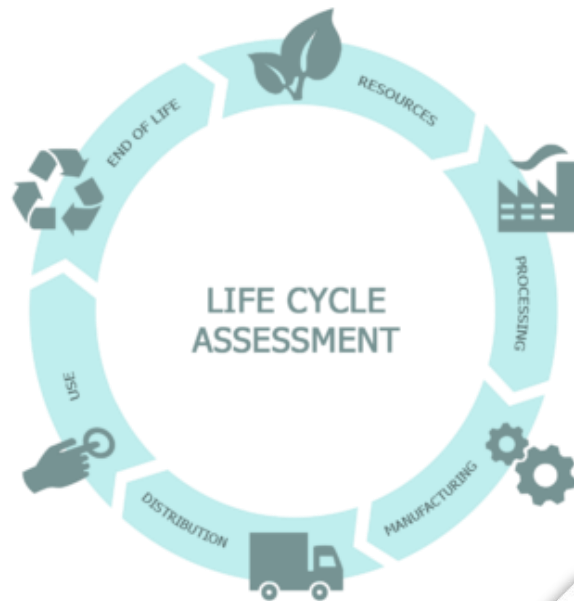 LIFE CYCLE
ASSESSMENT
RESOURCES
PROCESSING
MANUFACTURING
DISTRIBUTION
USE
END OF LIFE